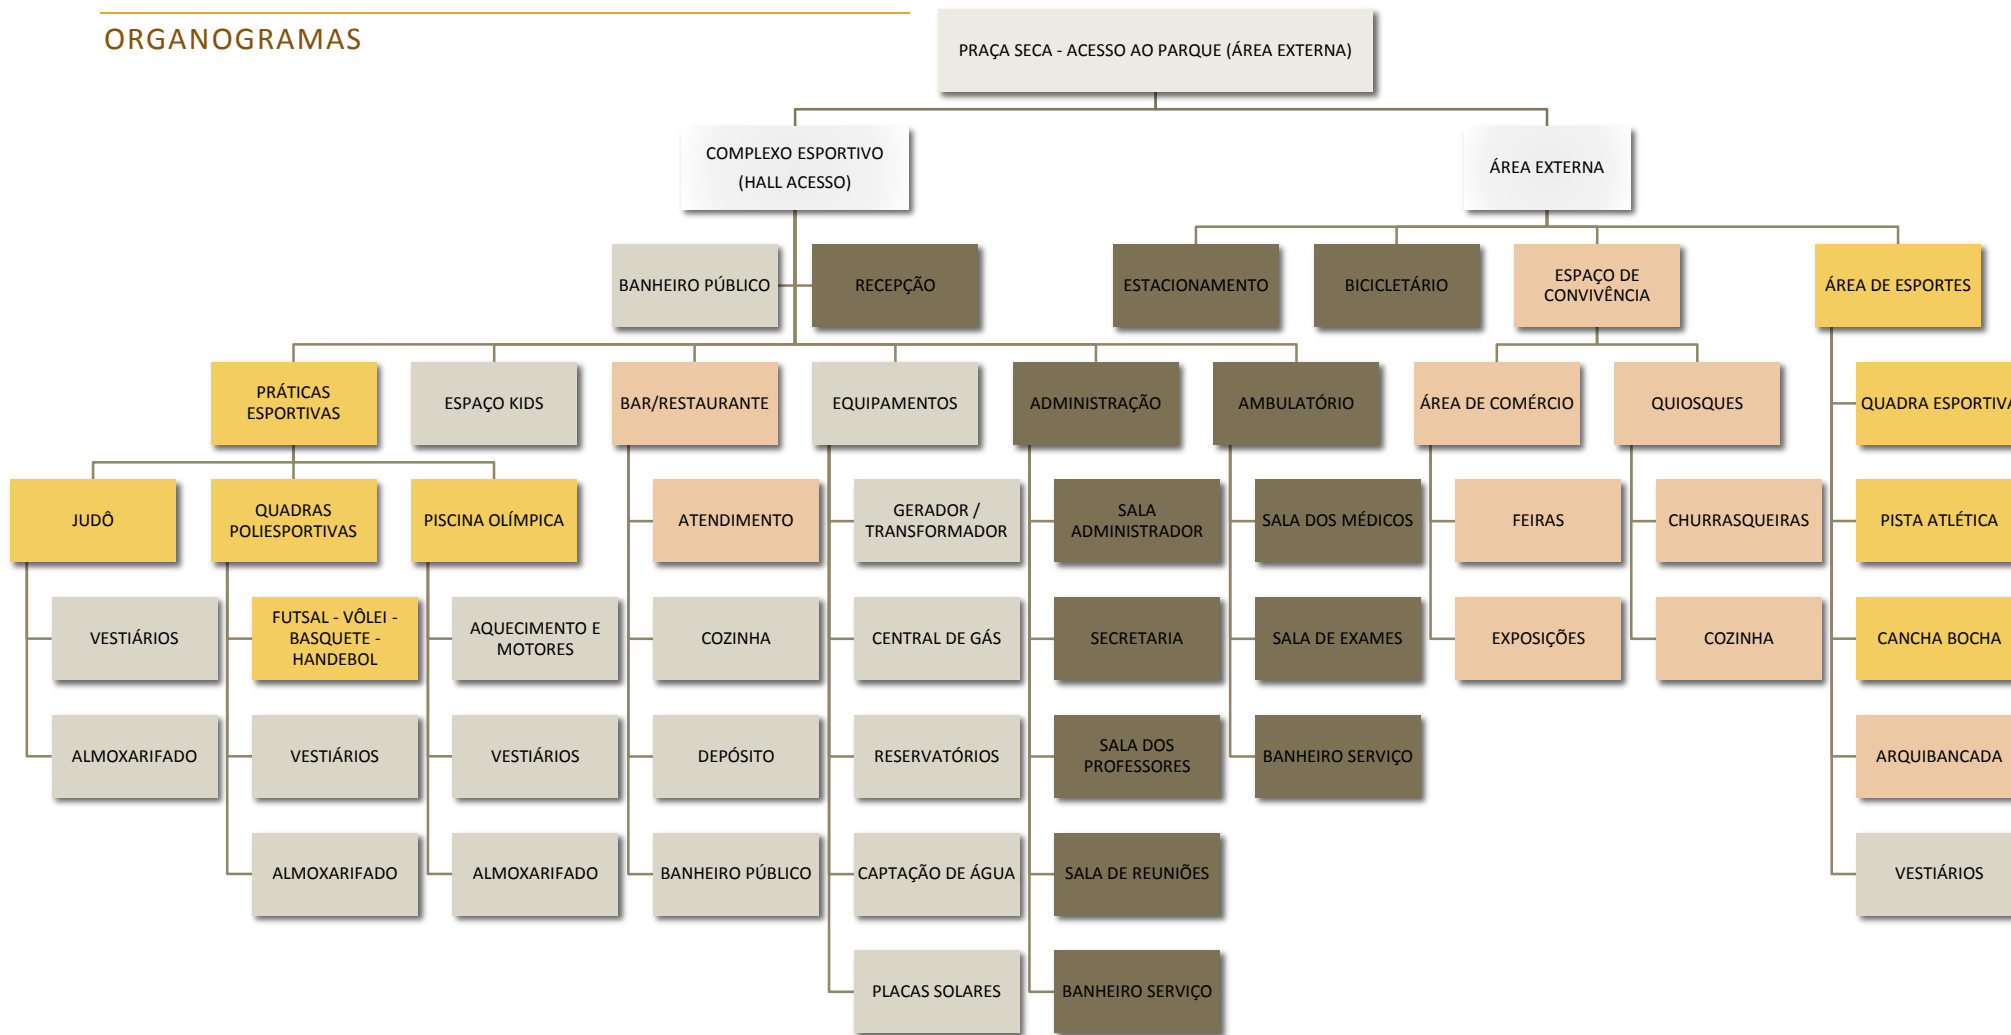 ORGANOGRAMAS
PRAÇA SECA - ACESSO AO PARQUE (ÁREA EXTERNA)
COMPLEXO ESPORTIVO
(HALL ACESSO)
ÁREA EXTERNA
BANHEIRO PÚBLICO
RECEPÇÃO
ESTACIONAMENTO
BICICLETÁRIO
ESPAÇO DE
CONVIVÊNCIA
ÁREA DE ESPORTES
PRÁTICAS
ESPORTIVAS
ESPAÇO KIDS
BAR/RESTAURANTE
EQUIPAMENTOS
ADMINISTRAÇÃO
AMBULATÓRIO
ÁREA DE COMÉRCIO
QUIOSQUES
QUADRA ESPORTIVA
JUDÔ
QUADRAS
POLIESPORTIVAS
PISCINA OLÍMPICA
ATENDIMENTO
GERADOR /
TRANSFORMADOR
SALA
ADMINISTRADOR
SALA DOS MÉDICOS
FEIRAS
CHURRASQUEIRAS
PISTA ATLÉTICA
VESTIÁRIOS
FUTSAL - VÔLEI -
BASQUETE -
HANDEBOL
AQUECIMENTO E
MOTORES
COZINHA
CENTRAL DE GÁS
SECRETARIA
SALA DE EXAMES
EXPOSIÇÕES
COZINHA
CANCHA BOCHA
ALMOXARIFADO
VESTIÁRIOS
VESTIÁRIOS
DEPÓSITO
RESERVATÓRIOS
SALA DOS
PROFESSORES
BANHEIRO SERVIÇO
ARQUIBANCADA
ALMOXARIFADO
ALMOXARIFADO
BANHEIRO PÚBLICO
CAPTAÇÃO DE ÁGUA
SALA DE REUNIÕES
VESTIÁRIOS
PLACAS SOLARES
BANHEIRO SERVIÇO